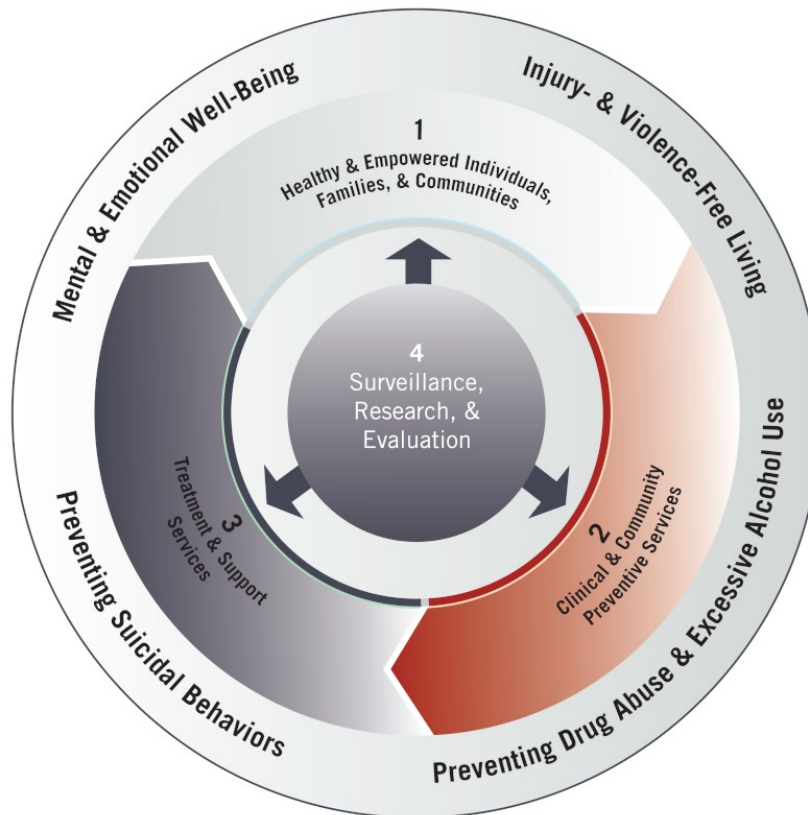 Mental & Emotional Well-Being
Injury- & Violence-Free Living
1
Healthy & Empowered Individuals,
Families, & Communities
4
Surveillance,
Research, &
Evaluation
3
Treatment & Support
Services
2
Clinical & Community
Preventive Services
Preventing Suicidal Behaviors
Preventing Drug Abuse & Excessive Alcohol Use